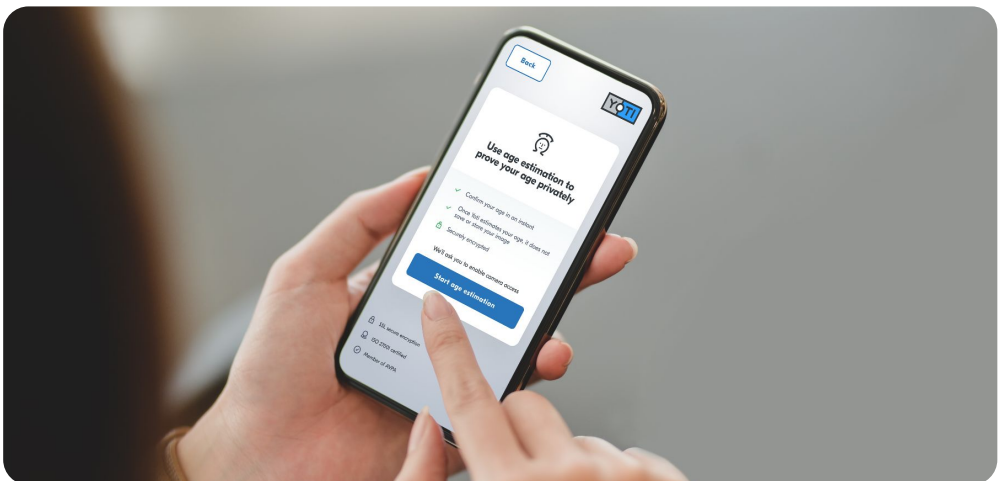 Back
YOTI
Use age estimation to
prove your age privately
Confirm your age in an instant
Once Yoti estimates your age, it does not
save or store your image
Securely encrypted
We'll ask you to enable camera access
Start age estimation
SSL secure encryption
ISO 27001 certified
Member of AVPA